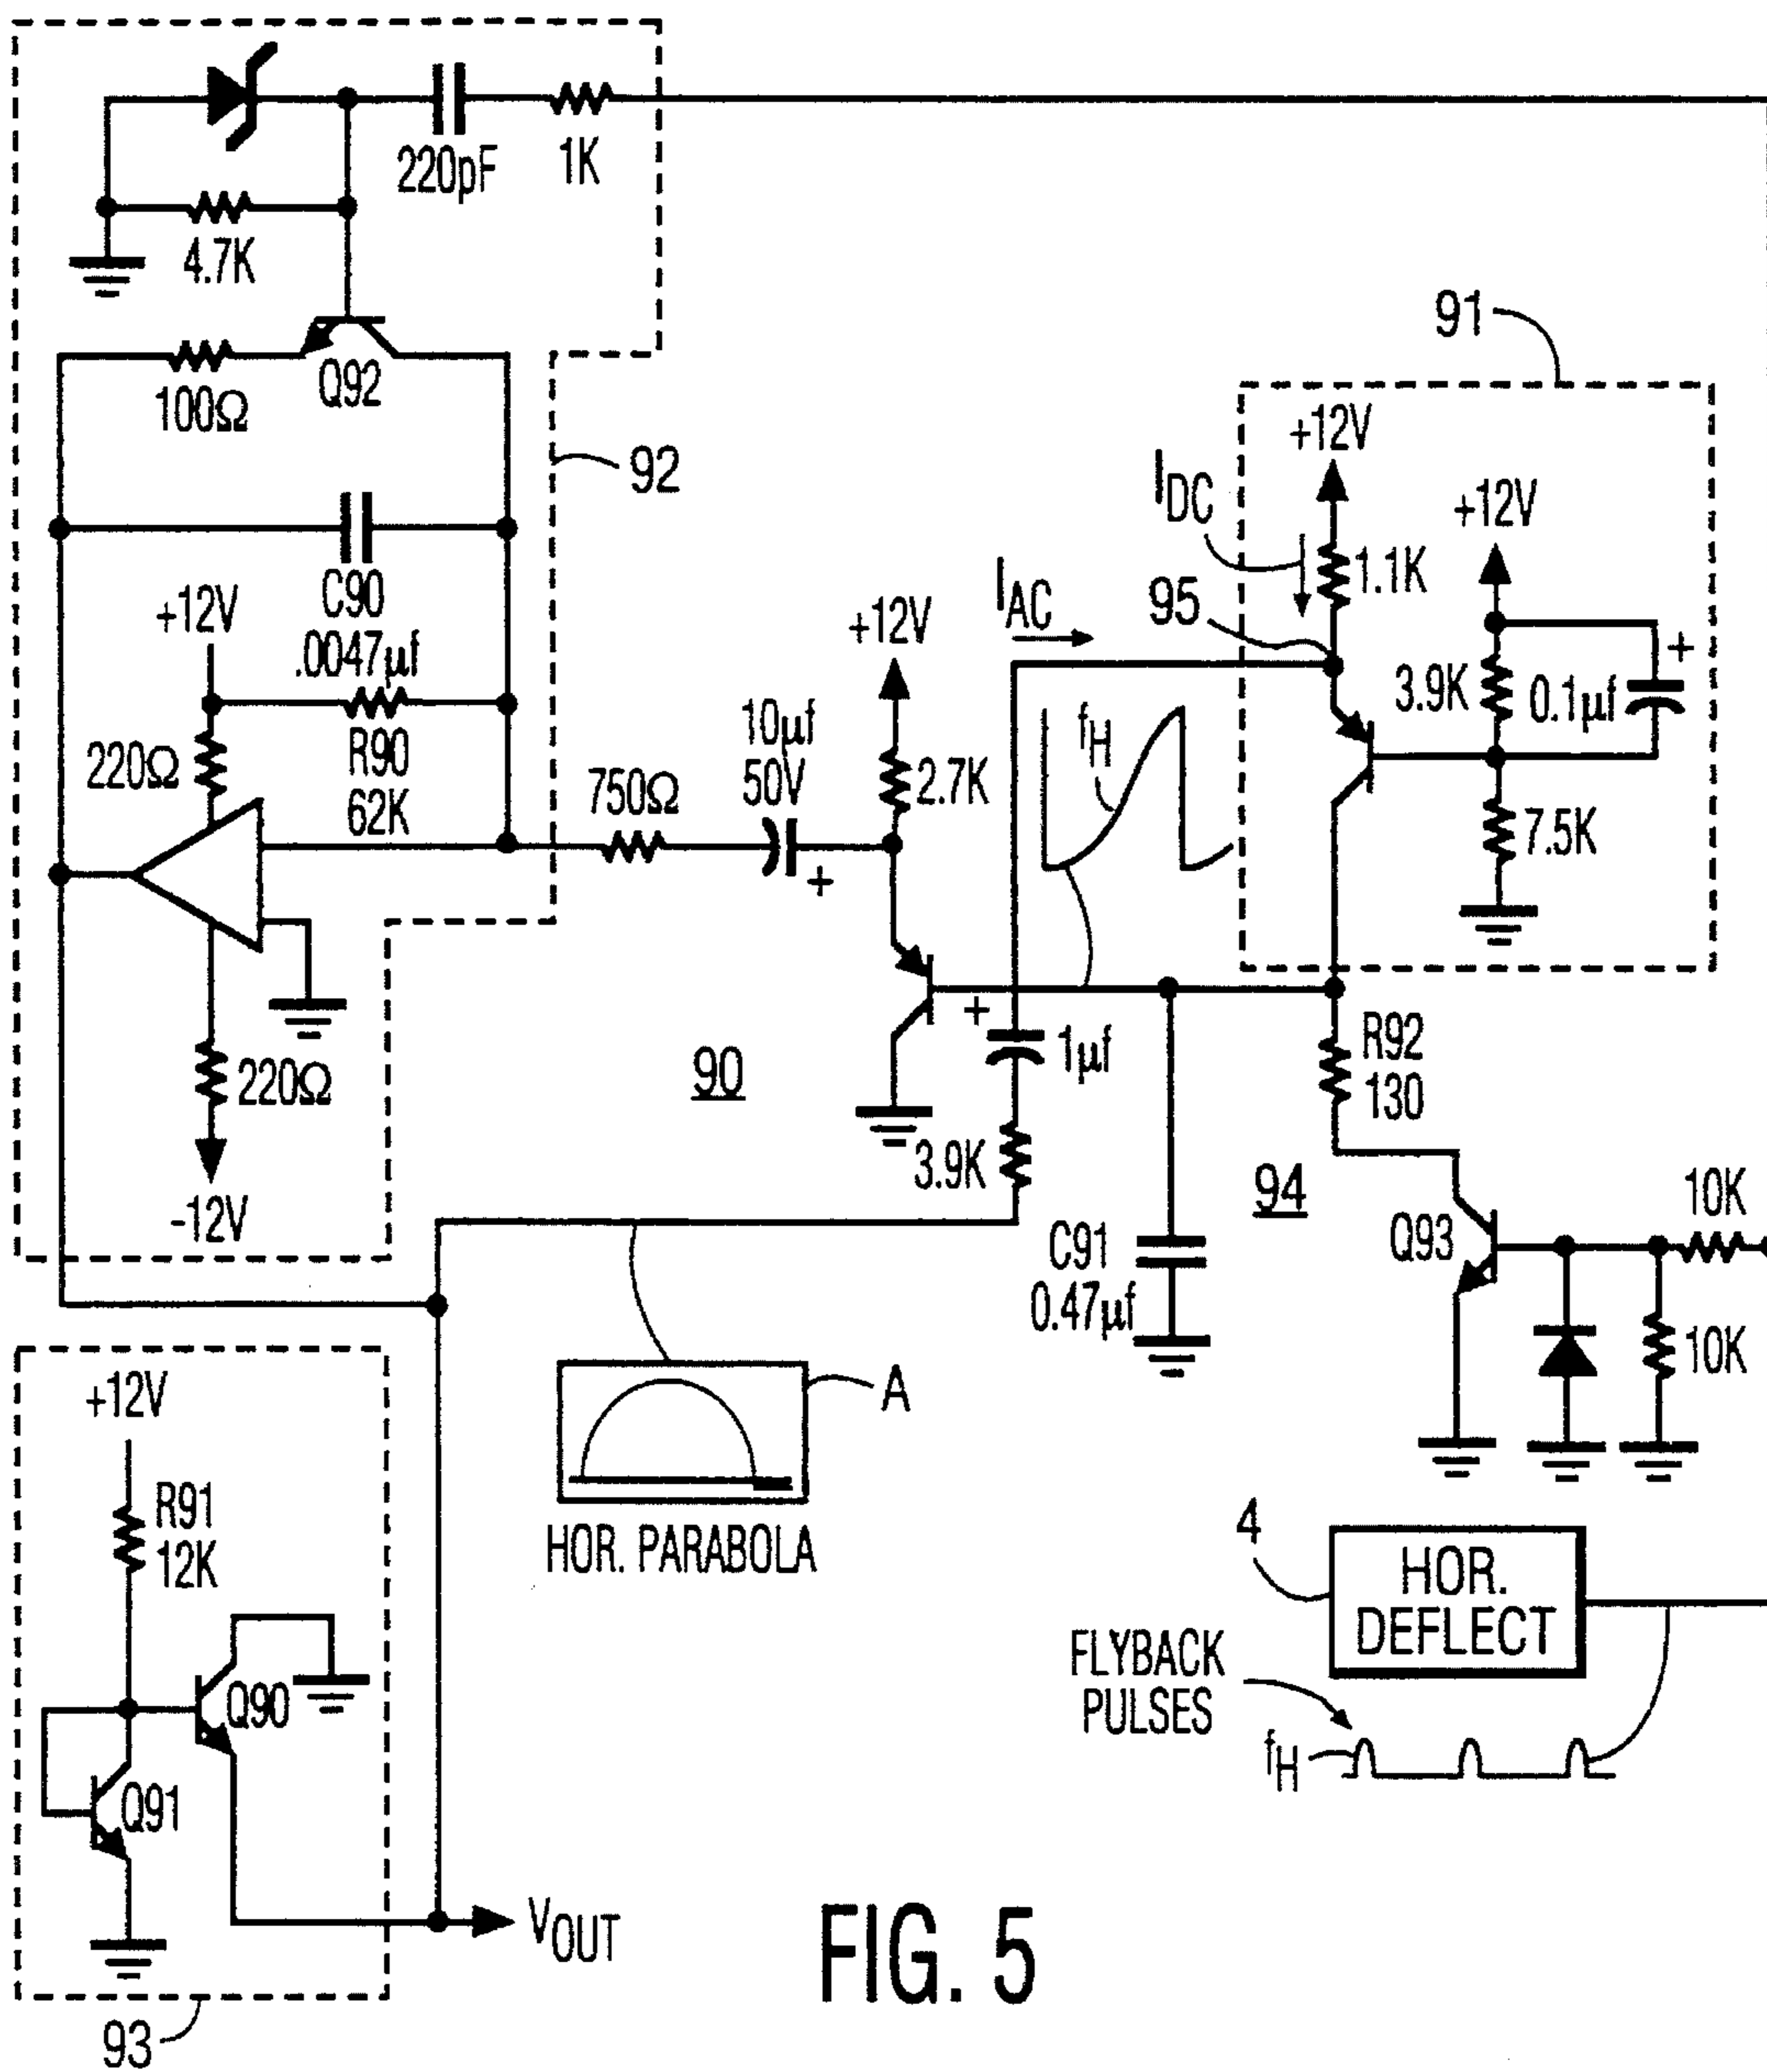 220pF
1K
4.7K
Q92
100Ω
92
C90
.0047µf
+12V
R90
62K
220Ω
220Ω
-12V
750Ω
10µf
50V
+
+12V
2.7K
90
91
+12V
I_DC
1.1K
+12V
I_AC
95
3.9K
0.1µf
+
7.5K
f_H
+
1µf
3.9K
R92
130
94
C91
0.47µf
Q93
10K
10K
A
HOR. PARABOLA
+12V
R91
12K
Q90
Q91
93
V_OUT
4
HOR.
DEFLECT
FLYBACK
PULSES
f_H
FIG. 5